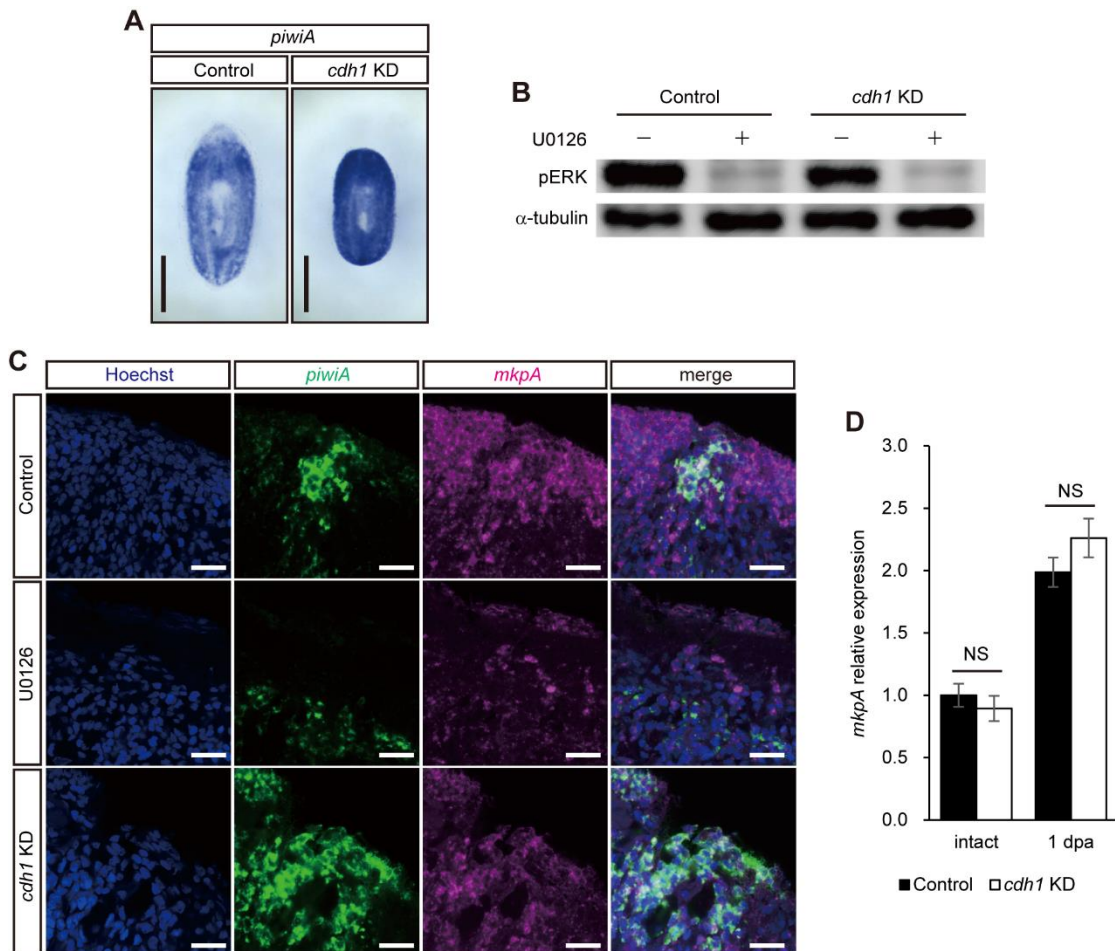 A
piwiA
Control cdh1 KD
B
Control cdh1 KD
U0126 − + − +
pERK
α-tubulin
C
Hoechst piwiA mkpA merge
Control
U0126
cdh1 KD
D
mkpA relative expression
3.0
2.5
2.0
1.5
1.0
0.5
0.0
NS
NS
intact 1 dpa
Control cdh1 KD